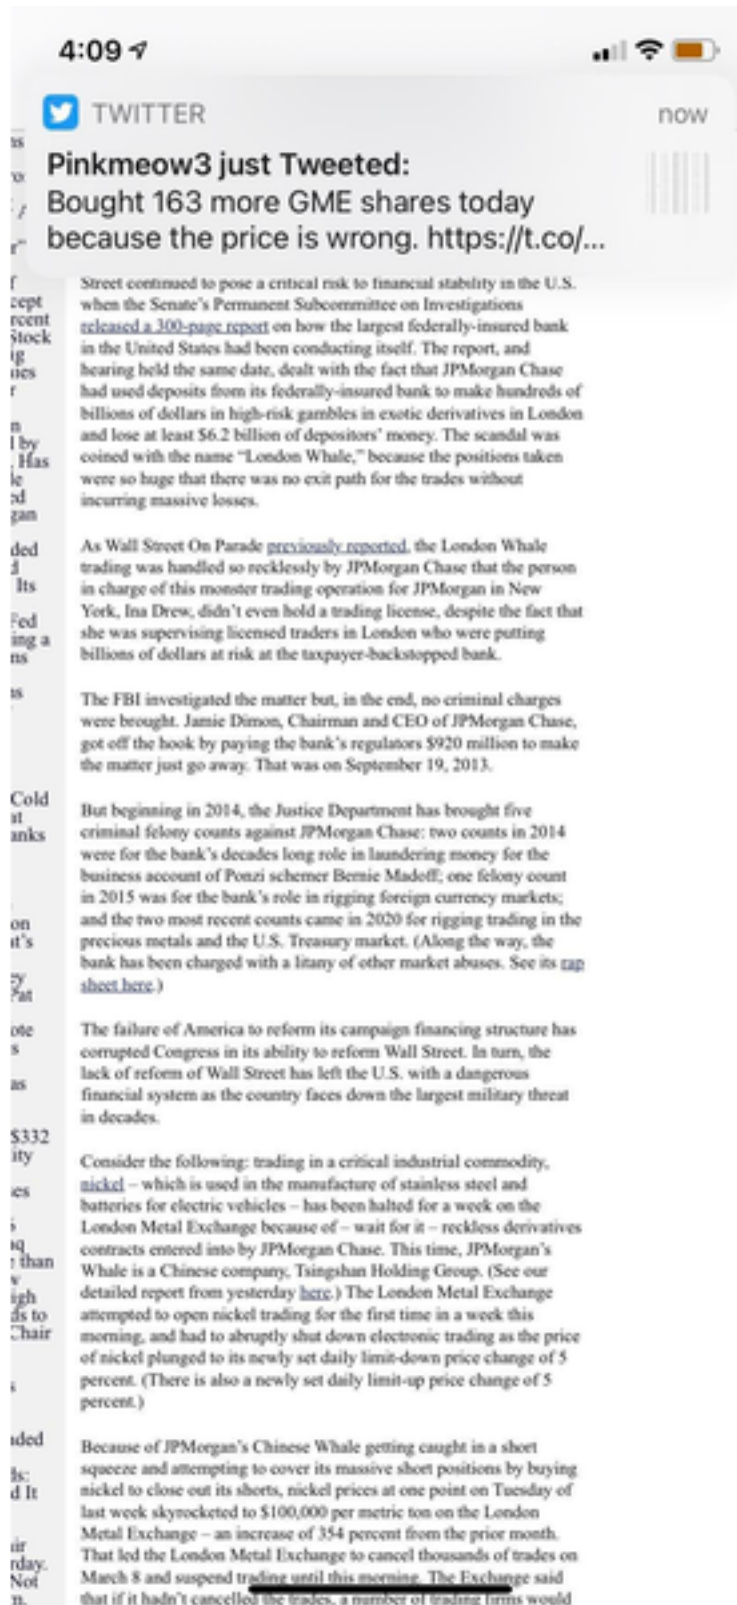 4:09
TWITTER
now
Pinkmeow3 just Tweeted:
Bought 163 more GME shares today
because the price is wrong. https://t.co/...
Street continued to pose a critical risk to financial stability in the U.S.
when the Senate's Permanent Subcommittee on Investigations
released a 300-page report on how the largest federally-insured bank
in the United States had been conducting itself. The report, and
hearing held the same date, dealt with the fact that JPMorgan Chase
had used deposits from its federally-insured bank to make hundreds of
billions of dollars in high-risk gambles in exotic derivatives in London
and lose at least $6.2 billion of depositors' money. The scandal was
coined with the name “London Whale,” because the positions taken
were so huge that there was no exit path for the trades without
incurring massive losses.
As Wall Street On Parade previously reported, the London Whale
trading was handled so recklessly by JPMorgan Chase that the person
in charge of this monster trading operation for JPMorgan in New
York, Ina Drew, didn't even hold a trading license, despite the fact that
she was supervising licensed traders in London who were putting
billions of dollars at risk at the taxpayer-backstopped bank.
The FBI investigated the matter but, in the end, no criminal charges
were brought. Jamie Dimon, Chairman and CEO of JPMorgan Chase,
got off the hook by paying the bank's regulators $920 million to make
the matter just go away. That was on September 19, 2013.
But beginning in 2014, the Justice Department has brought five
criminal felony counts against JPMorgan Chase: two counts in 2014
were for the bank's decades long role in laundering money for the
business account of Ponzi schemer Bernie Madoff; one felony count
in 2015 was for the bank's role in rigging foreign currency markets;
and the two most recent counts came in 2020 for rigging trading in the
precious metals and the U.S. Treasury market. (Along the way, the
bank has been charged with a litany of other market abuses. See its rap
sheet here.)
The failure of America to reform its campaign financing structure has
corrupted Congress in its ability to reform Wall Street. In turn, the
lack of reform of Wall Street has left the U.S. with a dangerous
financial system as the country faces down the largest military threat
in decades.
Consider the following: trading in a critical industrial commodity,
nickel – which is used in the manufacture of stainless steel and
batteries for electric vehicles – has been halted for a week on the
London Metal Exchange because of – wait for it – reckless derivatives
contracts entered into by JPMorgan Chase. This time, JPMorgan's
Whale is a Chinese company, Tsingshan Holding Group. (See our
detailed report from yesterday here.) The London Metal Exchange
attempted to open nickel trading for the first time in a week this
morning, and had to abruptly shut down electronic trading as the price
of nickel plunged to its newly set daily limit-down price change of 5
percent. (There is also a newly set daily limit-up price change of 5
percent.)
Because of JPMorgan's Chinese Whale getting caught in a short
squeeze and attempting to cover its massive short positions by buying
nickel to close out its shorts, nickel prices at one point on Tuesday of
last week skyrocketed to $100,000 per metric ton on the London
Metal Exchange – an increase of 354 percent from the prior month.
That led the London Metal Exchange to cancel thousands of trades on
March 8 and suspend trading until this morning. The Exchange said
that if it hadn't cancelled the trades, a number of trading firms would